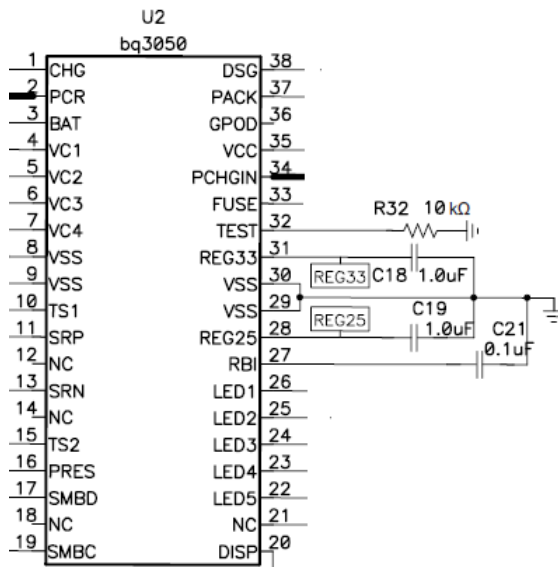 U2
bq3050
1 CHG DSG 38
2 PCR PACK 37
3 BAT GPOD 36
4 VC1 VCC 35
5 VC2 PCHGIN 34
6 VC3 FUSE 33
7 VC4 TEST 32 R32 10 kΩ
8 VSS REG33 31
REG33 C18 1.0uF
9 VSS VSS 30
10 TS1 VSS 29
REG25 C19 1.0uF
11 SRP REG25 28
C21 0.1uF
12 NC RBI 27
13 SRN LED1 26
14 NC LED2 25
15 TS2 LED3 24
16 PRES LED4 23
17 SMBD LED5 22
18 NC NC 21
19 SMBC DISP 20